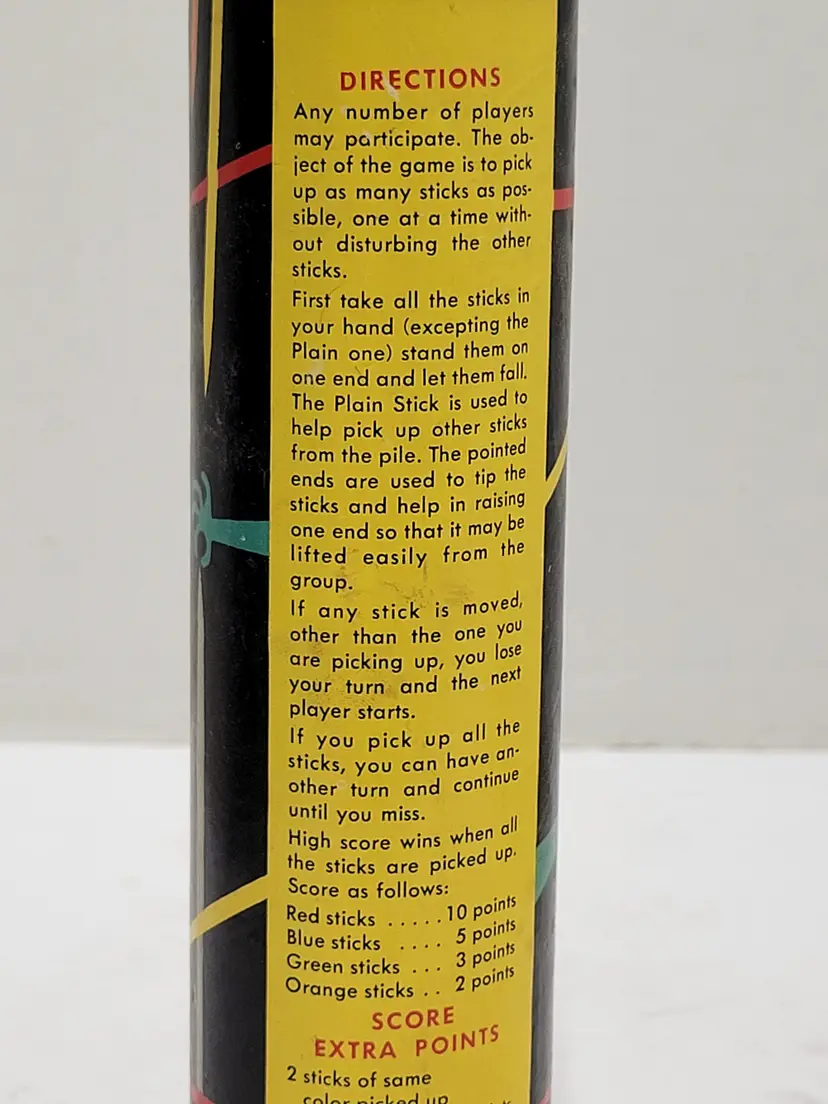 DIRECTIONS
Any number of players
may participate. The ob-
ject of the game is to pick
up as many sticks as pos-
sible, one at a time with-
out disturbing the other
sticks.
First take all the sticks in
your hand (excepting the
Plain one) stand them on
one end and let them fall.
The Plain Stick is used to
help pick up other sticks
from the pile. The pointed
ends are used to tip the
sticks and help in raising
one end so that it may be
lifted easily from the
group.
If any stick is moved,
other than the one you
are picking up, you lose
your turn and the next
player starts.
If you pick up all the
sticks, you can have an-
other turn and continue
until you miss.
High score wins when all
the sticks are picked up.
Score as follows:
Red sticks ..... 10 points
Blue sticks .... 5 points
Green sticks ... 3 points
Orange sticks .. 2 points
SCORE
EXTRA POINTS
2 sticks of same
color picked up